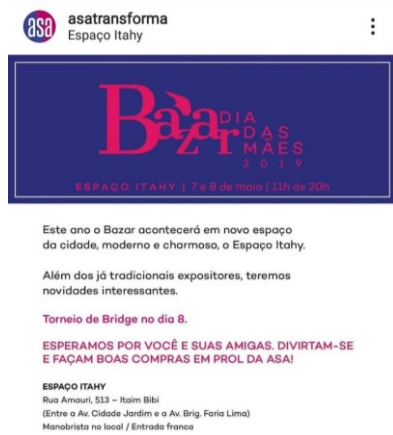 asa
asatransforma
Espaço Itahy
Bazar DIA
DAS
MÃES
2019
ESPAÇO ITAHY | 7 e 8 de maio | 11h às 20h
Este ano o Bazar acontecerá em novo espaço
da cidade, moderno e charmoso, o Espaço Itahy.
Além dos já tradicionais expositores, teremos
novidades interessantes.
Torneio de Bridge no dia 8.
ESPERAMOS POR VOCÊ E SUAS AMIGAS. DIVIRTAM-SE
E FAÇAM BOAS COMPRAS EM PROL DA ASA!
ESPAÇO ITAHY
Rua Amauri, 513 – Itaim Bibi
(Entre a Av. Cidade Jardim e a Av. Brig. Faria Lima)
Manobrista no local / Entrada franca